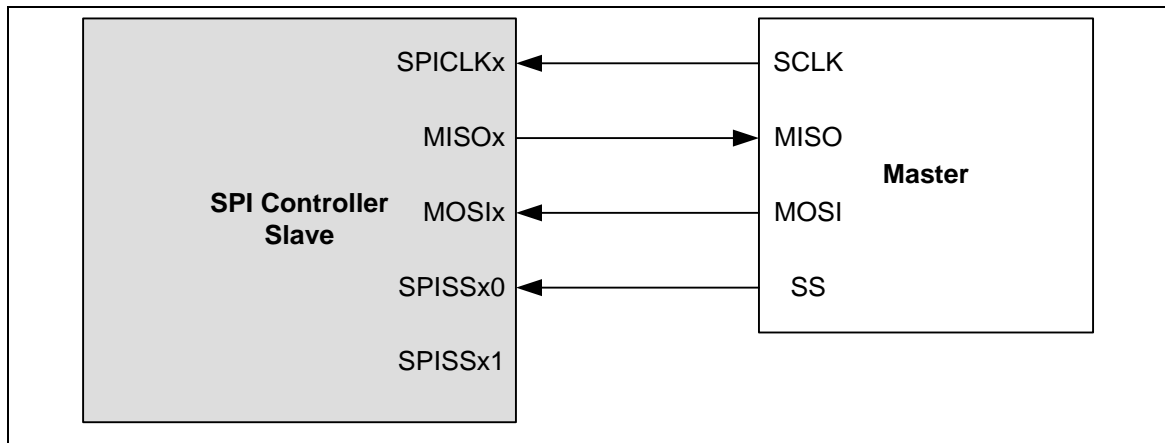 SPICLKx
SCLK
MISOx
MISO
Master
SPI Controller
Slave
MOSIx
MOSI
SPISSx0
SS
SPISSx1